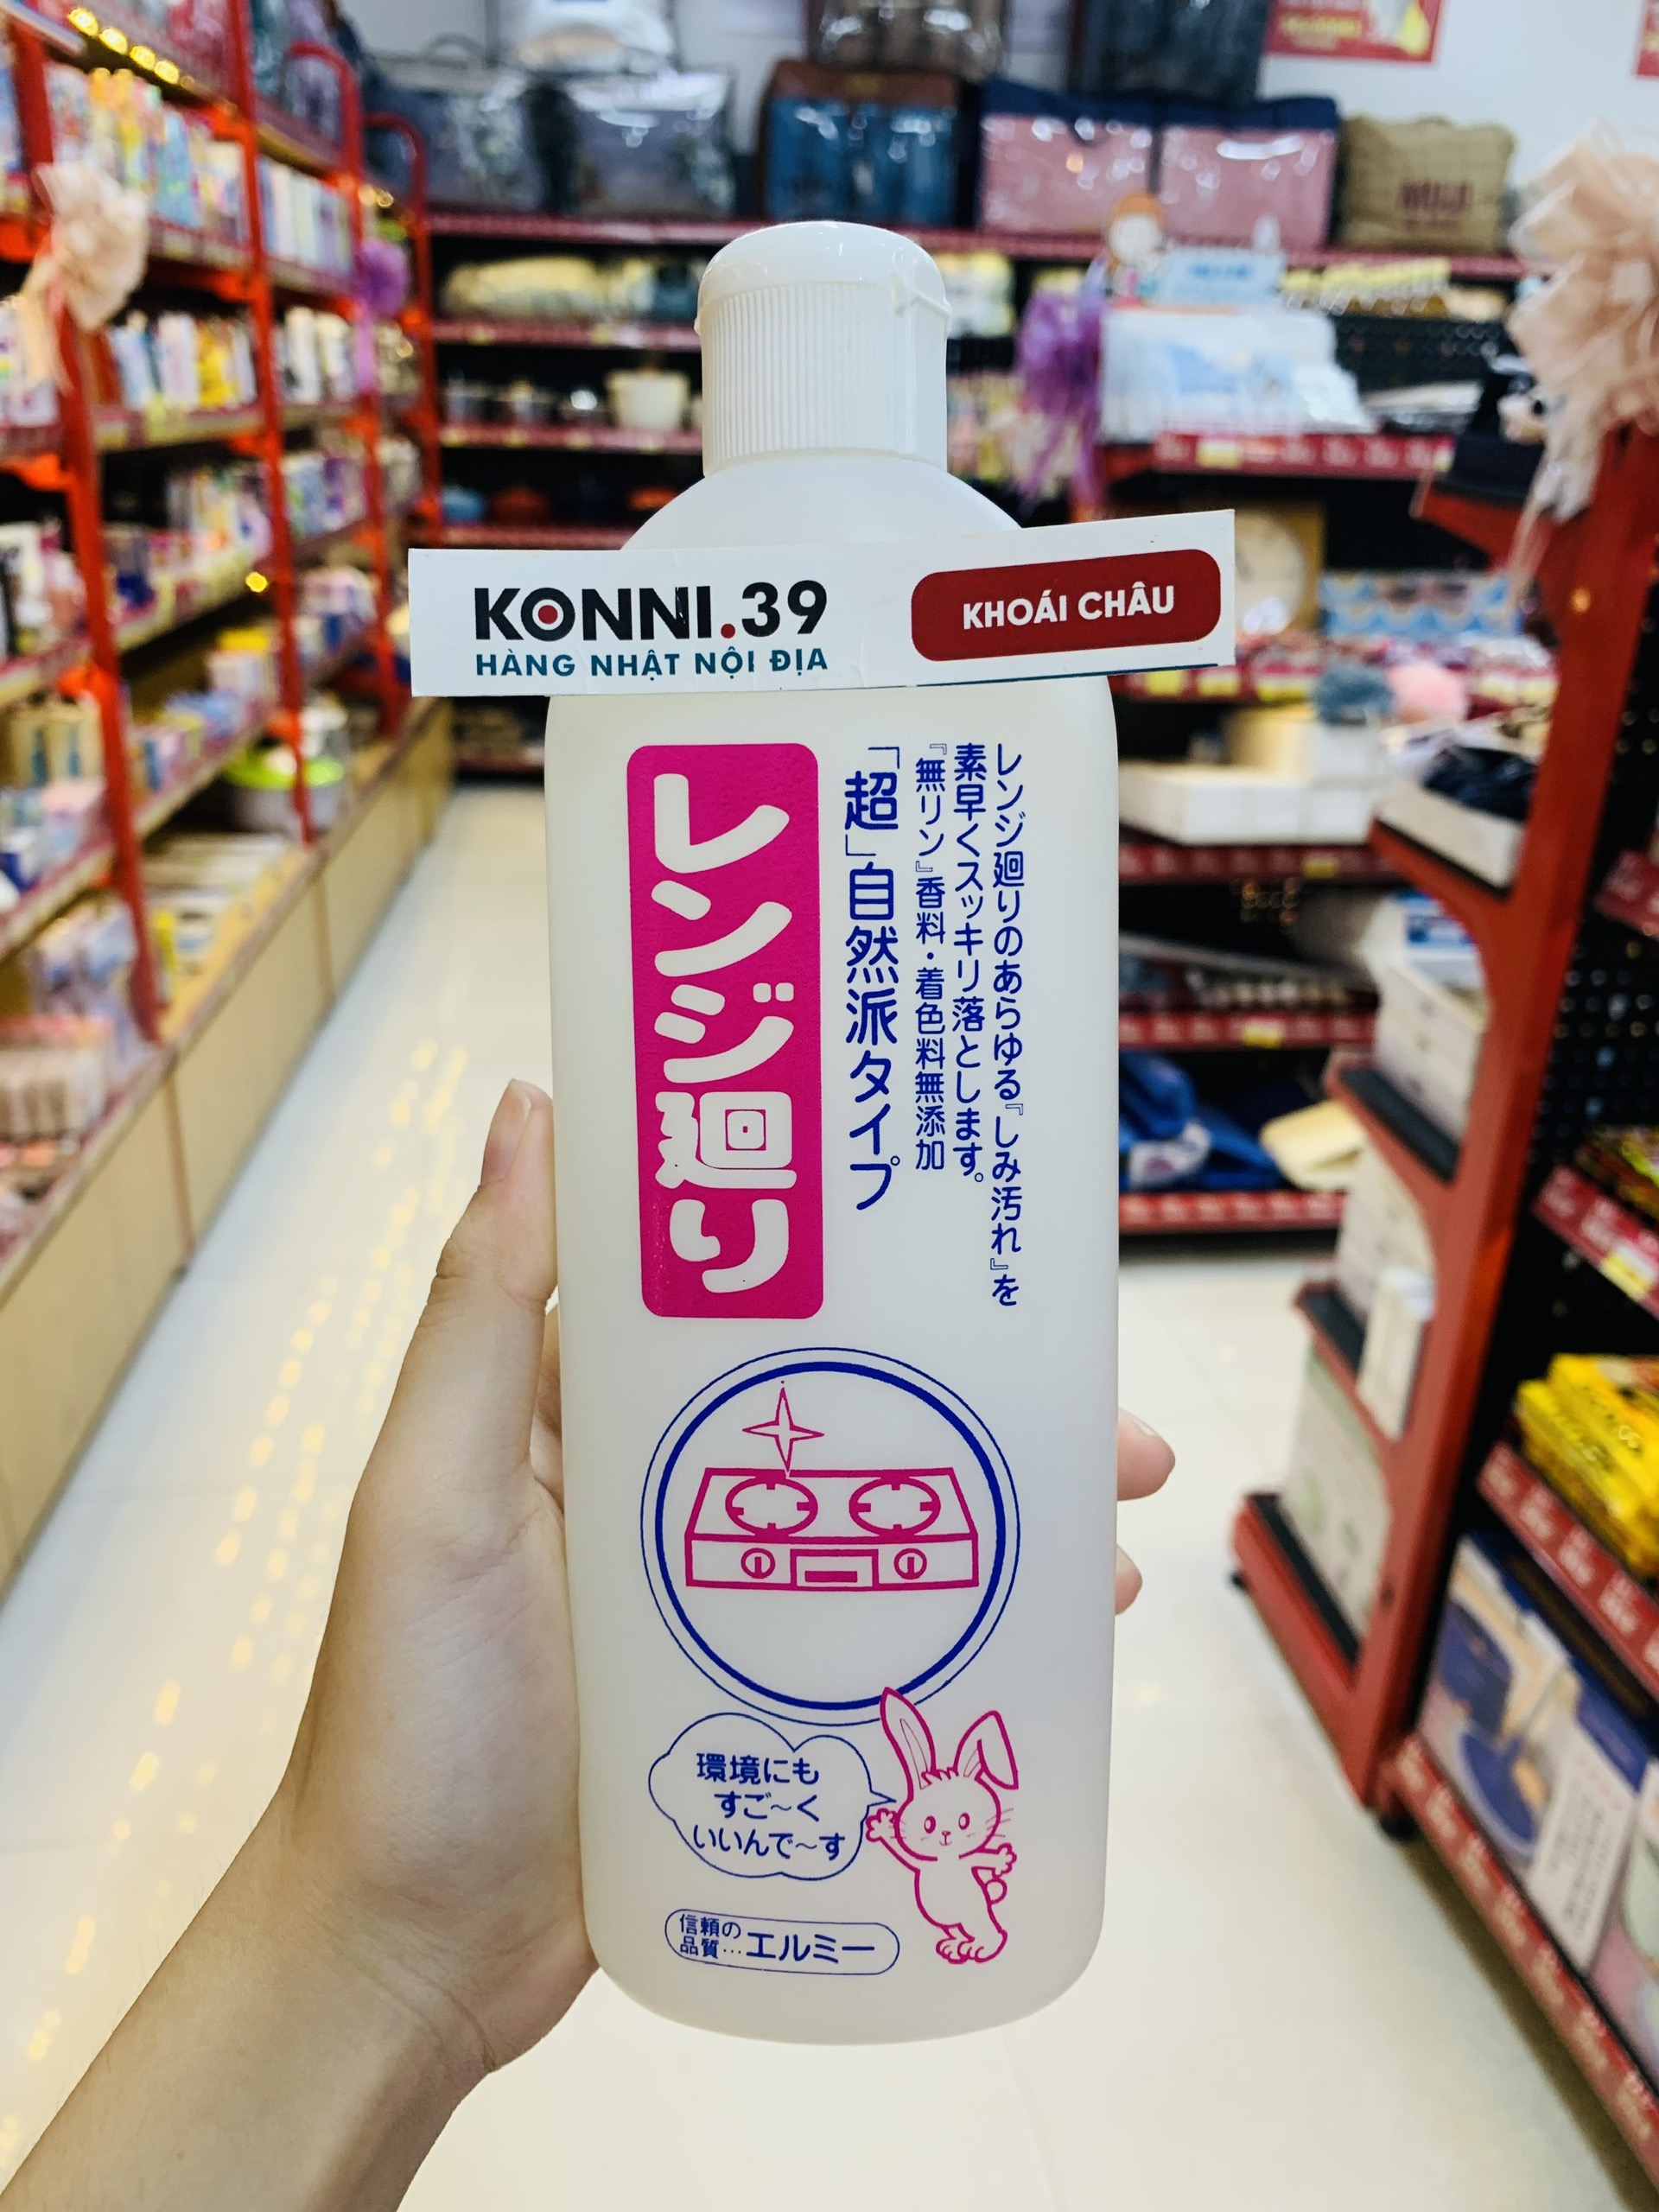 KONNI.39
HÀNG NHẬT NỘI ĐỊA
KHOÁI CHÂU
レンジ廻りのあらゆる『しみ汚れ』を
素早くスッキリ落とします。
『無リン』香料・着色料無添加
「超」自然派タイプ
レンジ廻り
環境にも
すご〜く
いいんで〜す
信頼の
品質…エルミー